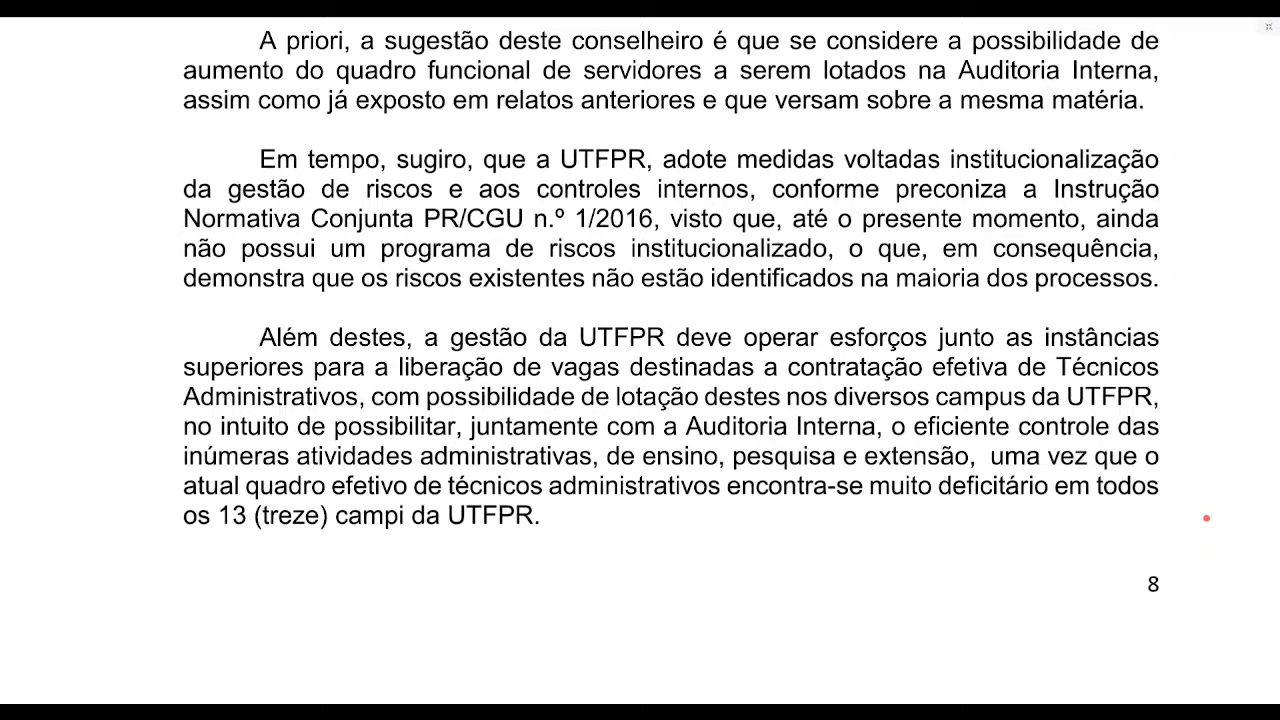 A priori, a sugestão deste conselheiro é que se considere a possibilidade de
aumento do quadro funcional de servidores a serem lotados na Auditoria Interna,
assim como já exposto em relatos anteriores e que versam sobre a mesma matéria.
Em tempo, sugiro, que a UTFPR, adote medidas voltadas institucionalização
da gestão de riscos e aos controles internos, conforme preconiza a Instrução
Normativa Conjunta PR/CGU n.º 1/2016, visto que, até o presente momento, ainda
não possui um programa de riscos institucionalizado, o que, em consequência,
demonstra que os riscos existentes não estão identificados na maioria dos processos.
Além destes, a gestão da UTFPR deve operar esforços junto as instâncias
superiores para a liberação de vagas destinadas a contratação efetiva de Técnicos
Administrativos, com possibilidade de lotação destes nos diversos campus da UTFPR,
no intuito de possibilitar, juntamente com a Auditoria Interna, o eficiente controle das
inúmeras atividades administrativas, de ensino, pesquisa e extensão,  uma vez que o
atual quadro efetivo de técnicos administrativos encontra-se muito deficitário em todos
os 13 (treze) campi da UTFPR.
8